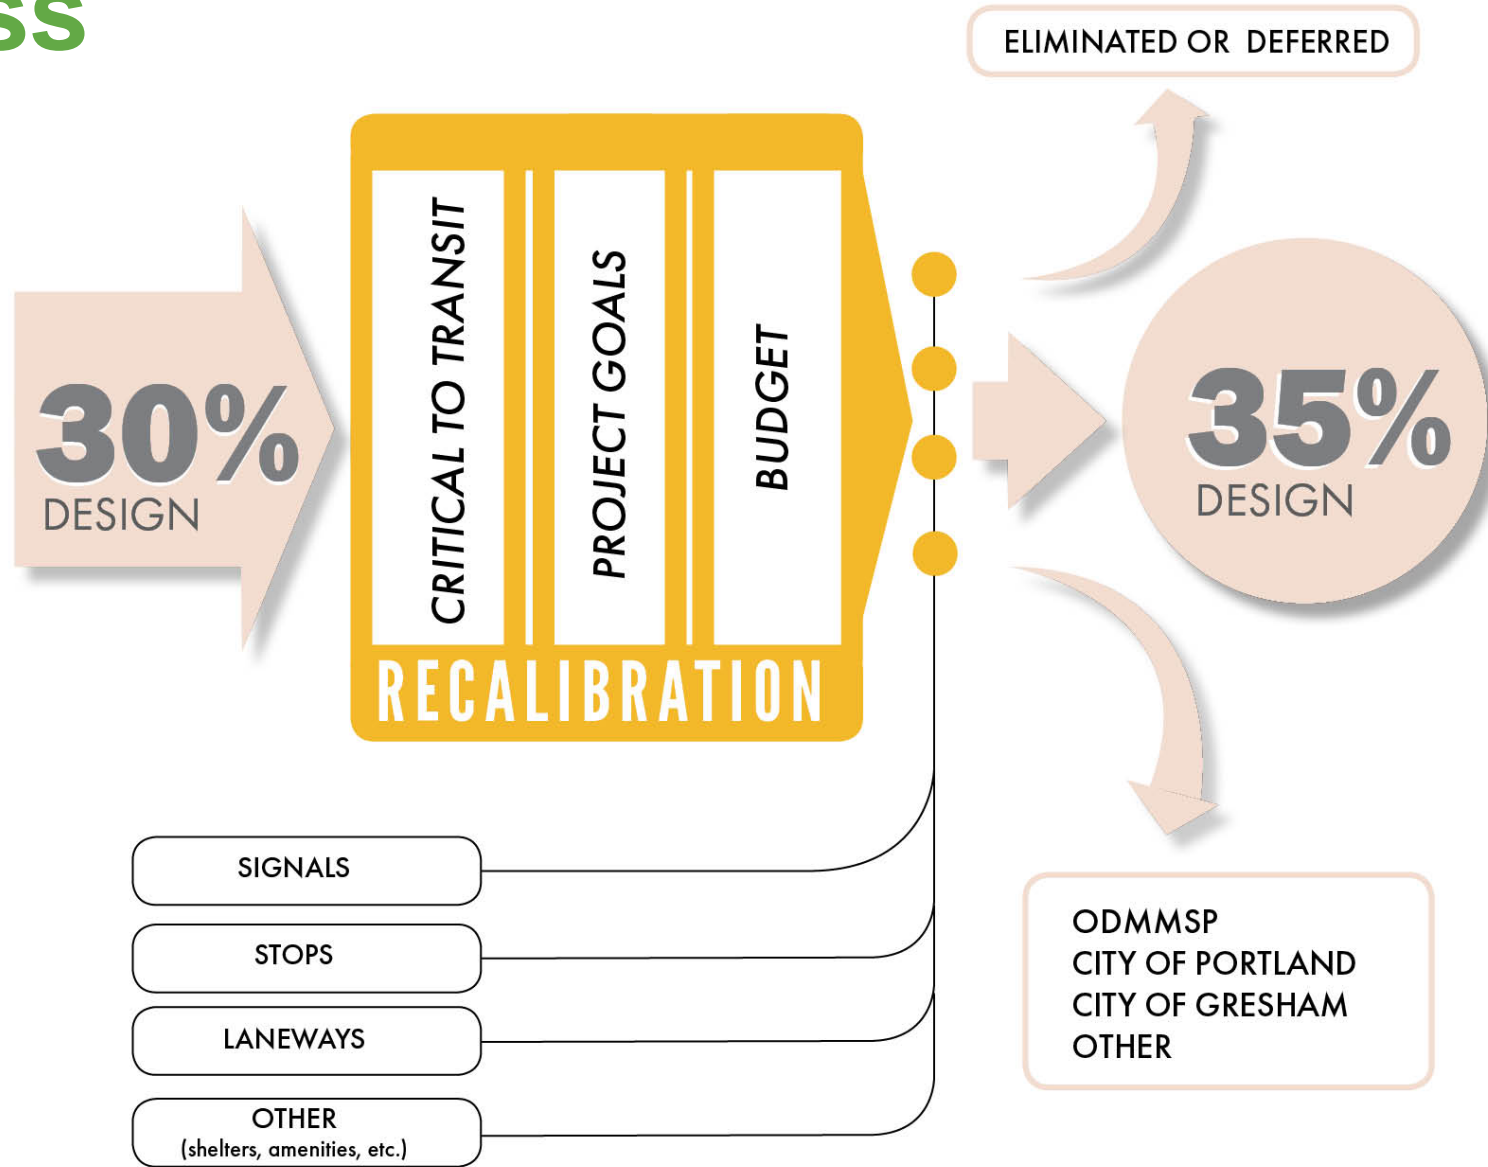 ss
ELIMINATED OR DEFERRED
30%
DESIGN
CRITICAL TO TRANSIT
PROJECT GOALS
BUDGET
RECALIBRATION
35%
DESIGN
SIGNALS
STOPS
LANEWAYS
OTHER
(shelters, amenities, etc.)
ODMMSP
CITY OF PORTLAND
CITY OF GRESHAM
OTHER